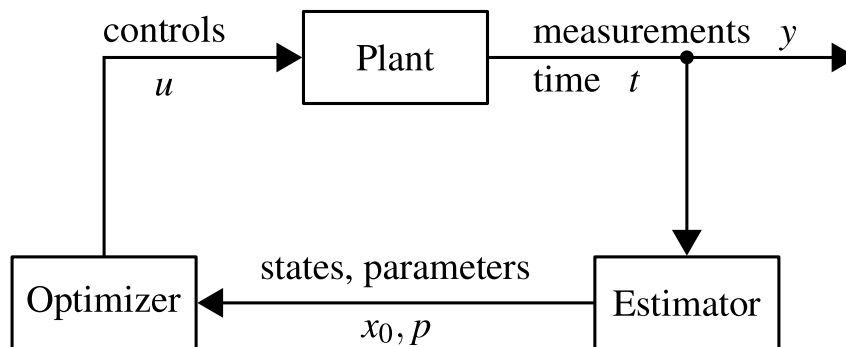 controls
u
Plant
measurements y
time t
Optimizer
states, parameters
x₀, p
Estimator